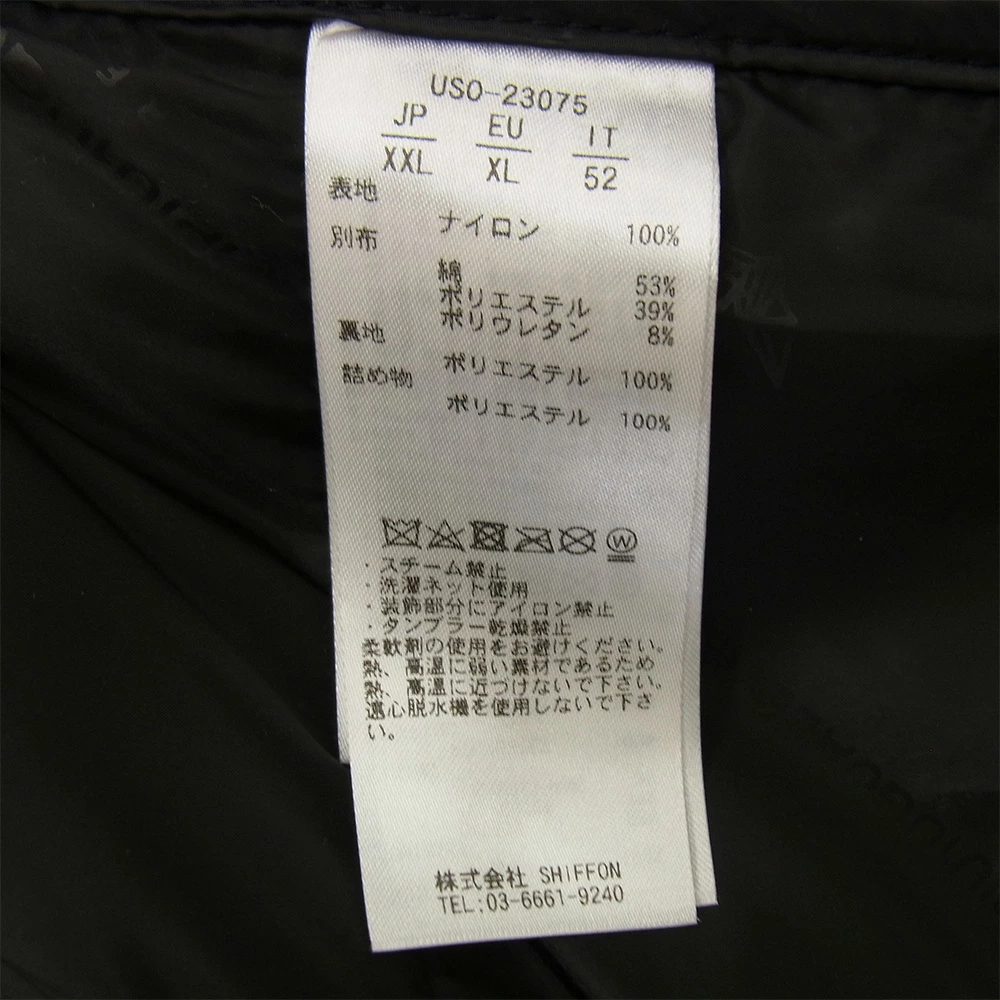 USO-23075
JP EU IT
XXL XL 52
表地
ナイロン 100%
別布
綿 53%
ポリエステル 39%
ポリウレタン 8%
裏地
ポリエステル 100%
詰め物
ポリエステル 100%
W
・スチーム禁止
・洗濯ネット使用
・装飾部分にアイロン禁止
・タンブラー乾燥禁止
柔軟剤の使用をお避けください。
熱、高温に弱い素材であるため
熱、高温に近づけないで下さい。
遠心脱水機を使用しないで下さ
い。
株式会社 SHIFFON
TEL:03-6661-9240